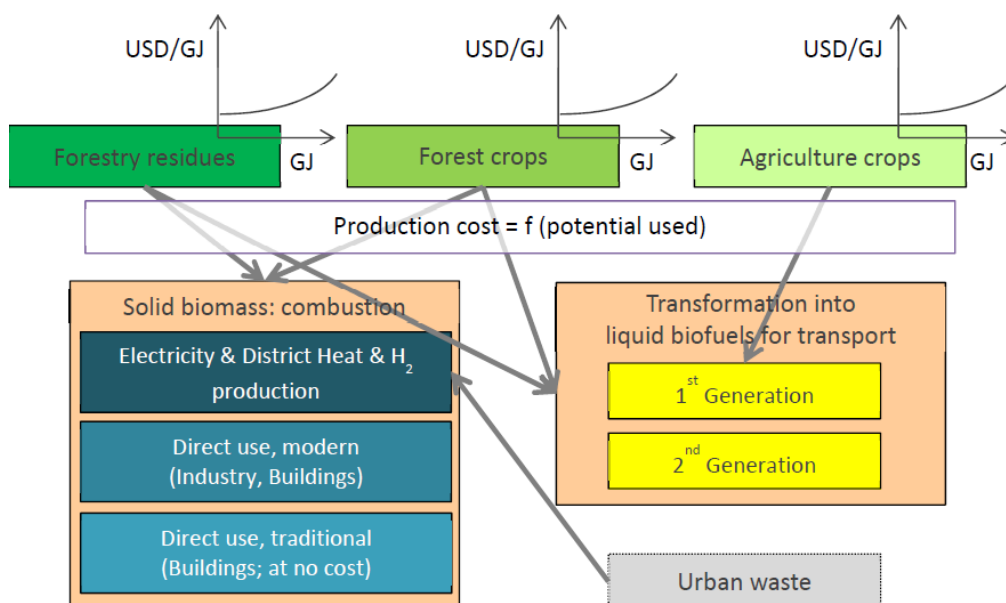 USD/GJ
USD/GJ
USD/GJ
Forestry residues
GJ
Forest crops
GJ
Agriculture crops
GJ
Production cost = f (potential used)
Solid biomass: combustion
Electricity & District Heat & H2
production
Direct use, modern
(Industry, Buildings)
Direct use, traditional
(Buildings; at no cost)
Transformation into
liquid biofuels for transport
1st Generation
2nd Generation
Urban waste